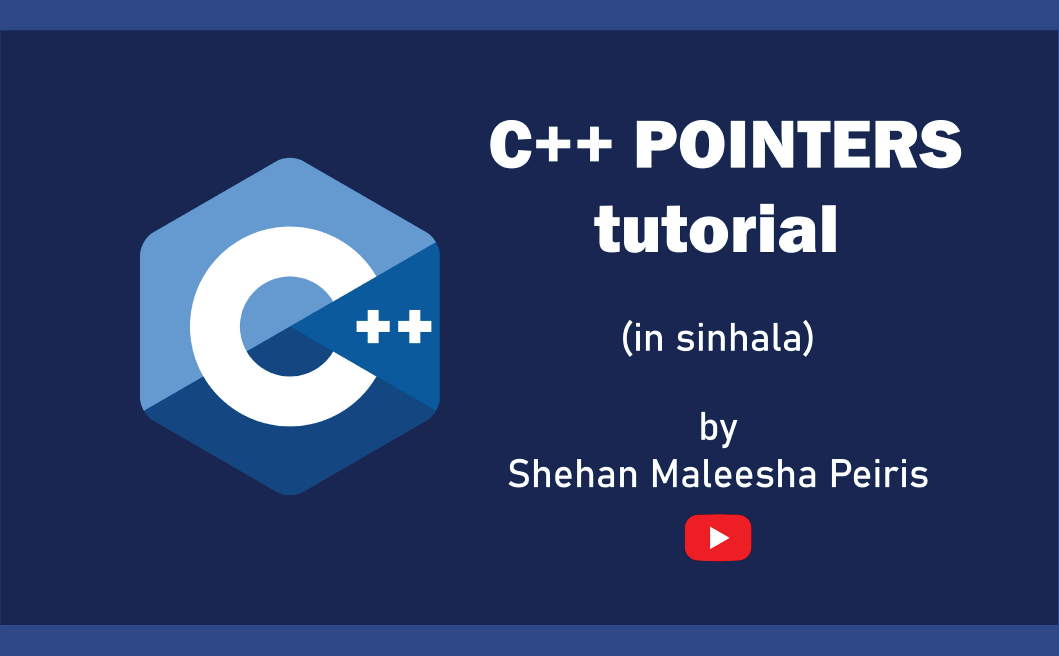 C++ POINTERS
tutorial
(in sinhala)
by
Shehan Maleesha Peiris
C++